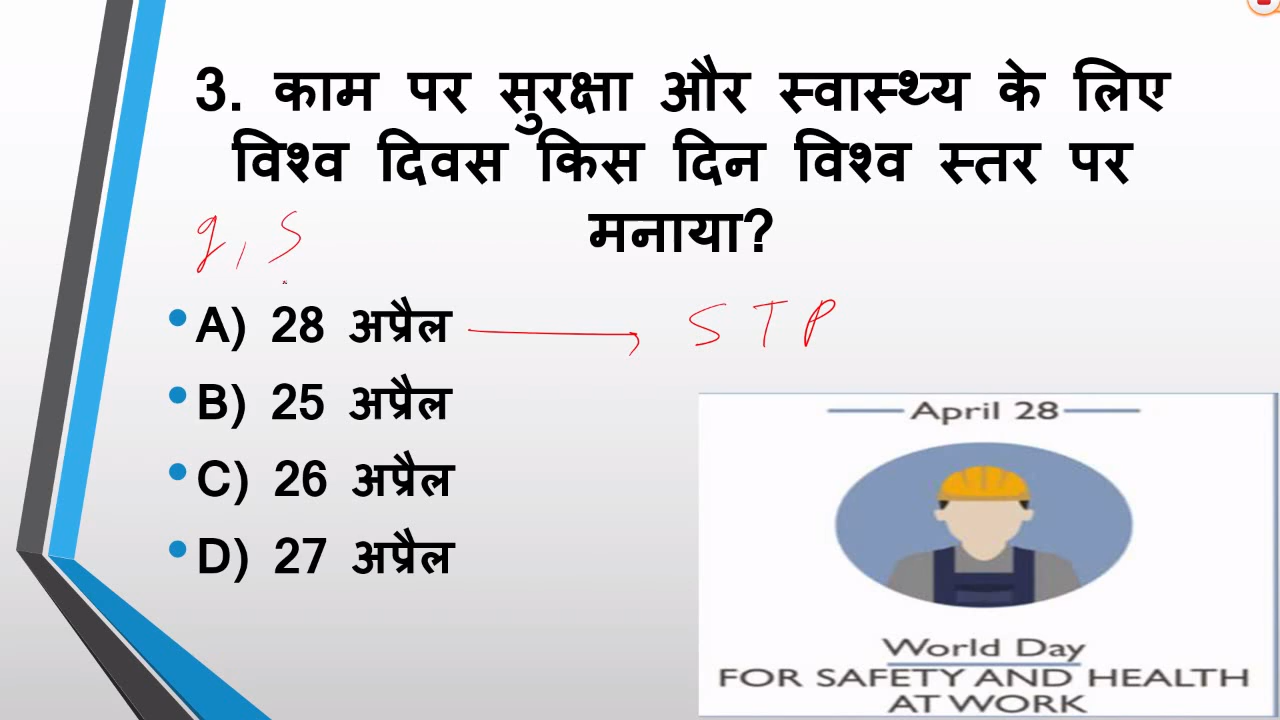 3. काम पर सुरक्षा और स्वास्थ्य के लिए
विश्व दिवस किस दिन विश्व स्तर पर
मनाया?
A) 28 अप्रैल
S T P
B) 25 अप्रैल
C) 26 अप्रैल
D) 27 अप्रैल
April 28
World Day
FOR SAFETY AND HEALTH
AT WORK